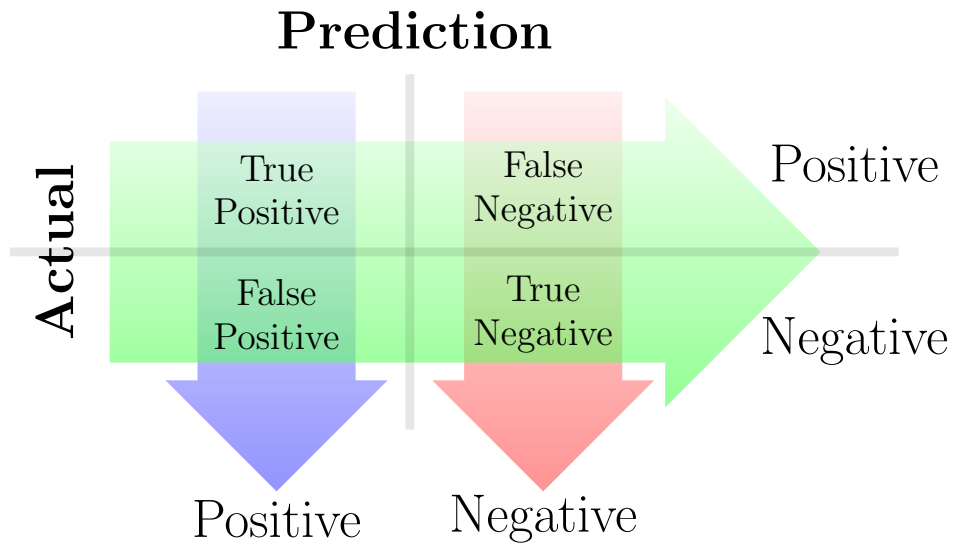 Prediction
Actual
True
Positive
False
Negative
Positive
False
Positive
True
Negative
Negative
Positive
Negative